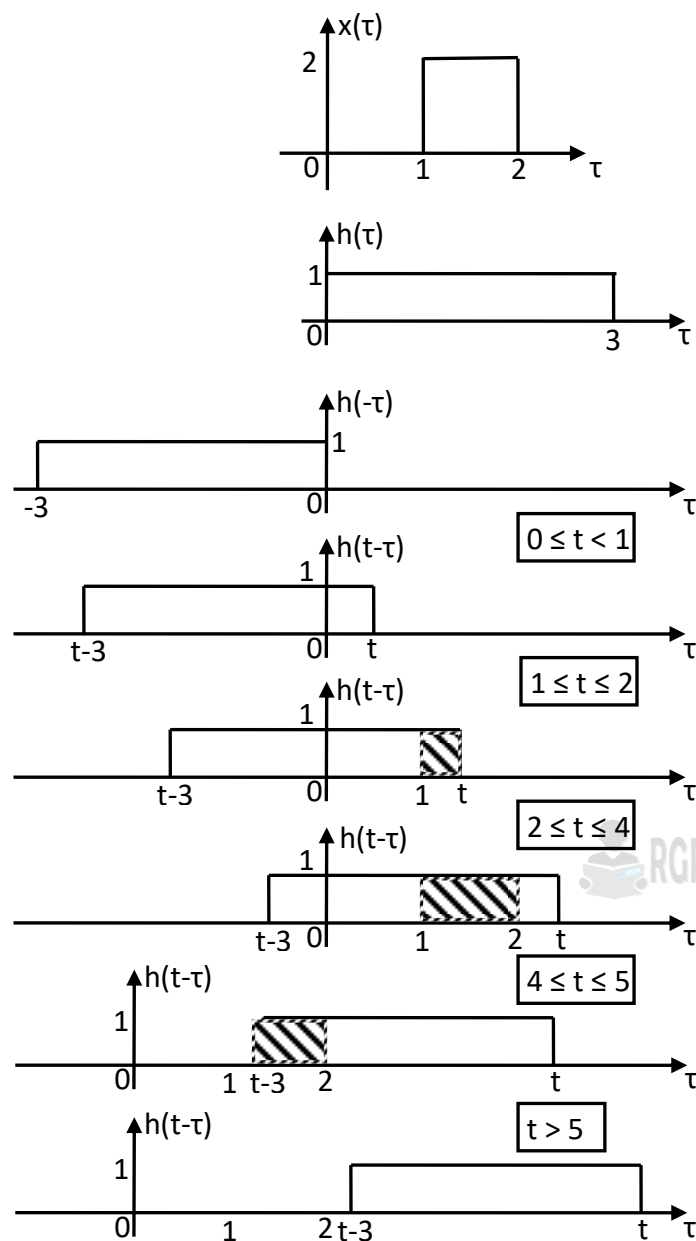 x(τ)
2
0 1 2 τ
h(τ)
1
0 3 τ
h(-τ)
1
-3 0 τ
0 ≤ t < 1
h(t-τ)
1
t-3 0 t τ
1 ≤ t ≤ 2
h(t-τ)
1
t-3 0 1 t τ
2 ≤ t ≤ 4
h(t-τ)
1
RG
t-3 0 1 2 t τ
4 ≤ t ≤ 5
h(t-τ)
1
0 1 t-3 2 t τ
t > 5
h(t-τ)
1
0 1 2 t-3 t τ